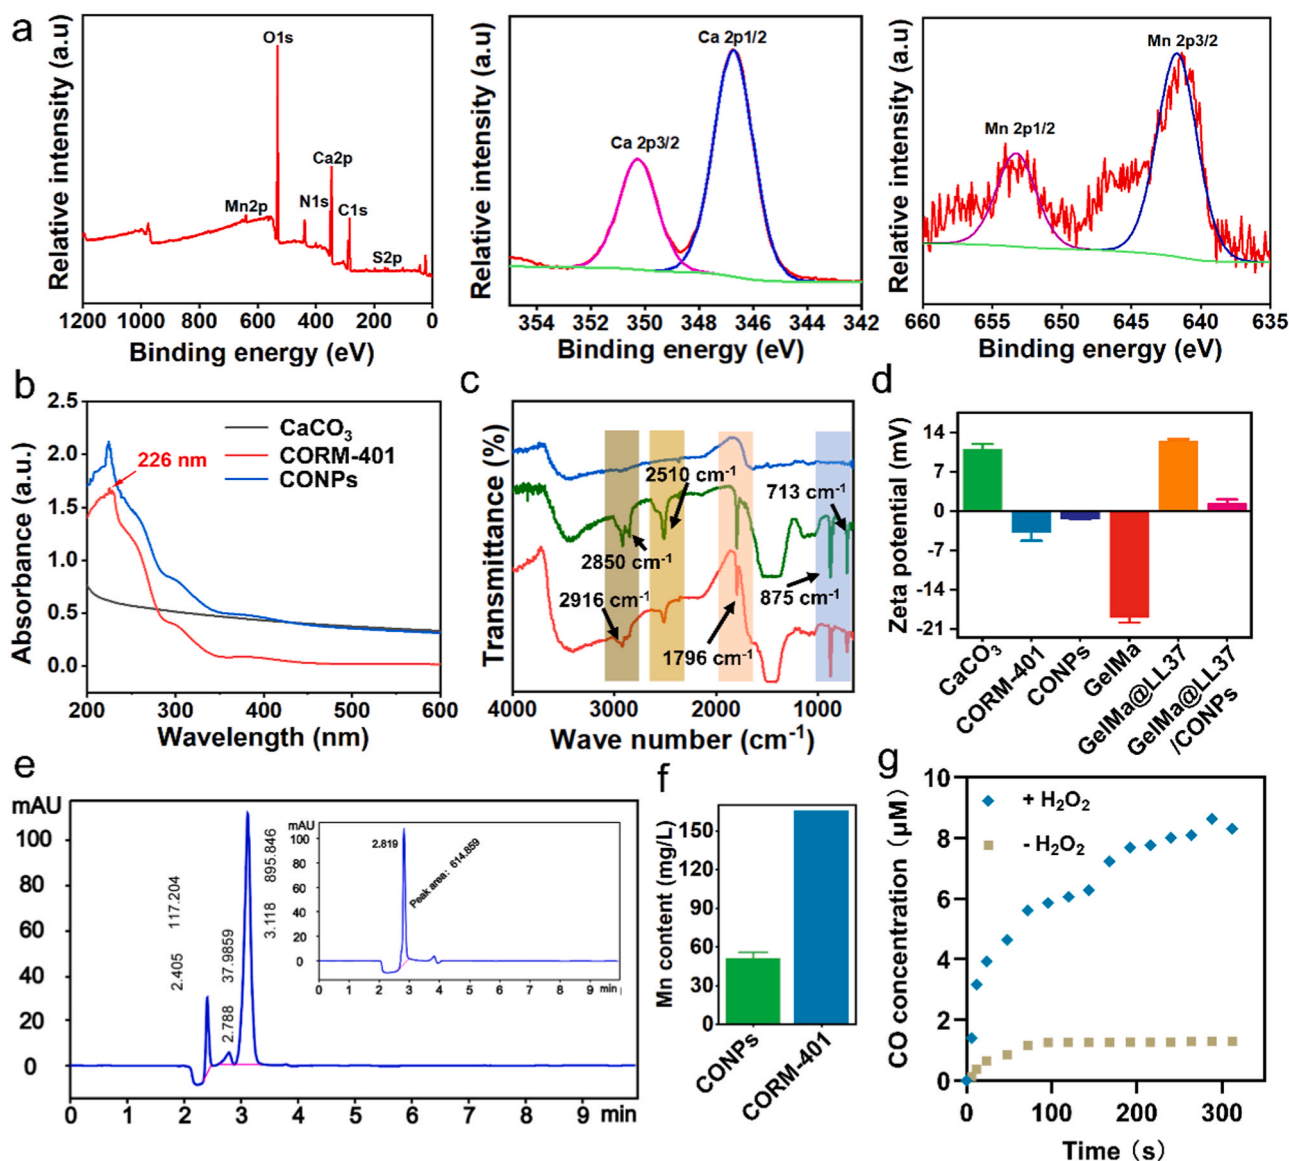 a
Relative intensity (a.u)
O1s
Ca2p
N1s
C1s
Mn2p
S2p
1200 1000 800 600 400 200 0
Binding energy (eV)
Relative intensity (a.u)
Ca 2p1/2
Ca 2p3/2
354 352 350 348 346 344 342
Binding energy (eV)
Relative intensity (a.u)
Mn 2p3/2
Mn 2p1/2
660 655 650 645 640 635
Binding energy (eV)
b
Absorbance (a.u.)
2.5
2.0
1.5
1.0
0.5
0.0
CaCO₃
CORM-401
CONPs
226 nm
200 300 400 500 600
Wavelength (nm)
c
Transmittance (%)
2510 cm⁻¹
713 cm⁻¹
2850 cm⁻¹
2916 cm⁻¹
875 cm⁻¹
1796 cm⁻¹
4000 3000 2000 1000
Wave number (cm⁻¹)
d
Zeta potential (mV)
14
7
0
-7
-14
-21
CaCO₃
CORM-401
CONPs
GelMa
GelMa@LL37
GelMa@LL37
/CONPs
e
mAU
100
80
60
40
20
0
2.405 117.204
2.788 37.9859
3.118 895.846
0 1 2 3 4 5 6 7 8 9 min
mAU
100
80
60
40
20
0
2.819
Peak area: 614.859
0 1 2 3 4 5 6 7 8 9 min
f
Mn content (mg/L)
150
120
90
60
30
0
CONPs
CORM-401
g
CO concentration (μM)
10
8
6
4
2
0
+ H₂O₂
- H₂O₂
0 100 200 300
Time (s)